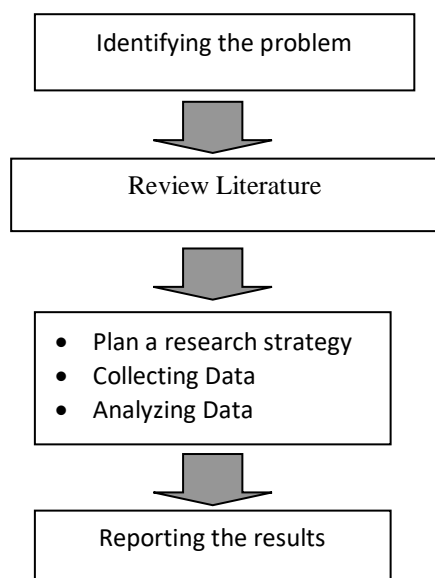 Identifying the problem
Review Literature
• Plan a research strategy
• Collecting Data
• Analyzing Data
Reporting the results